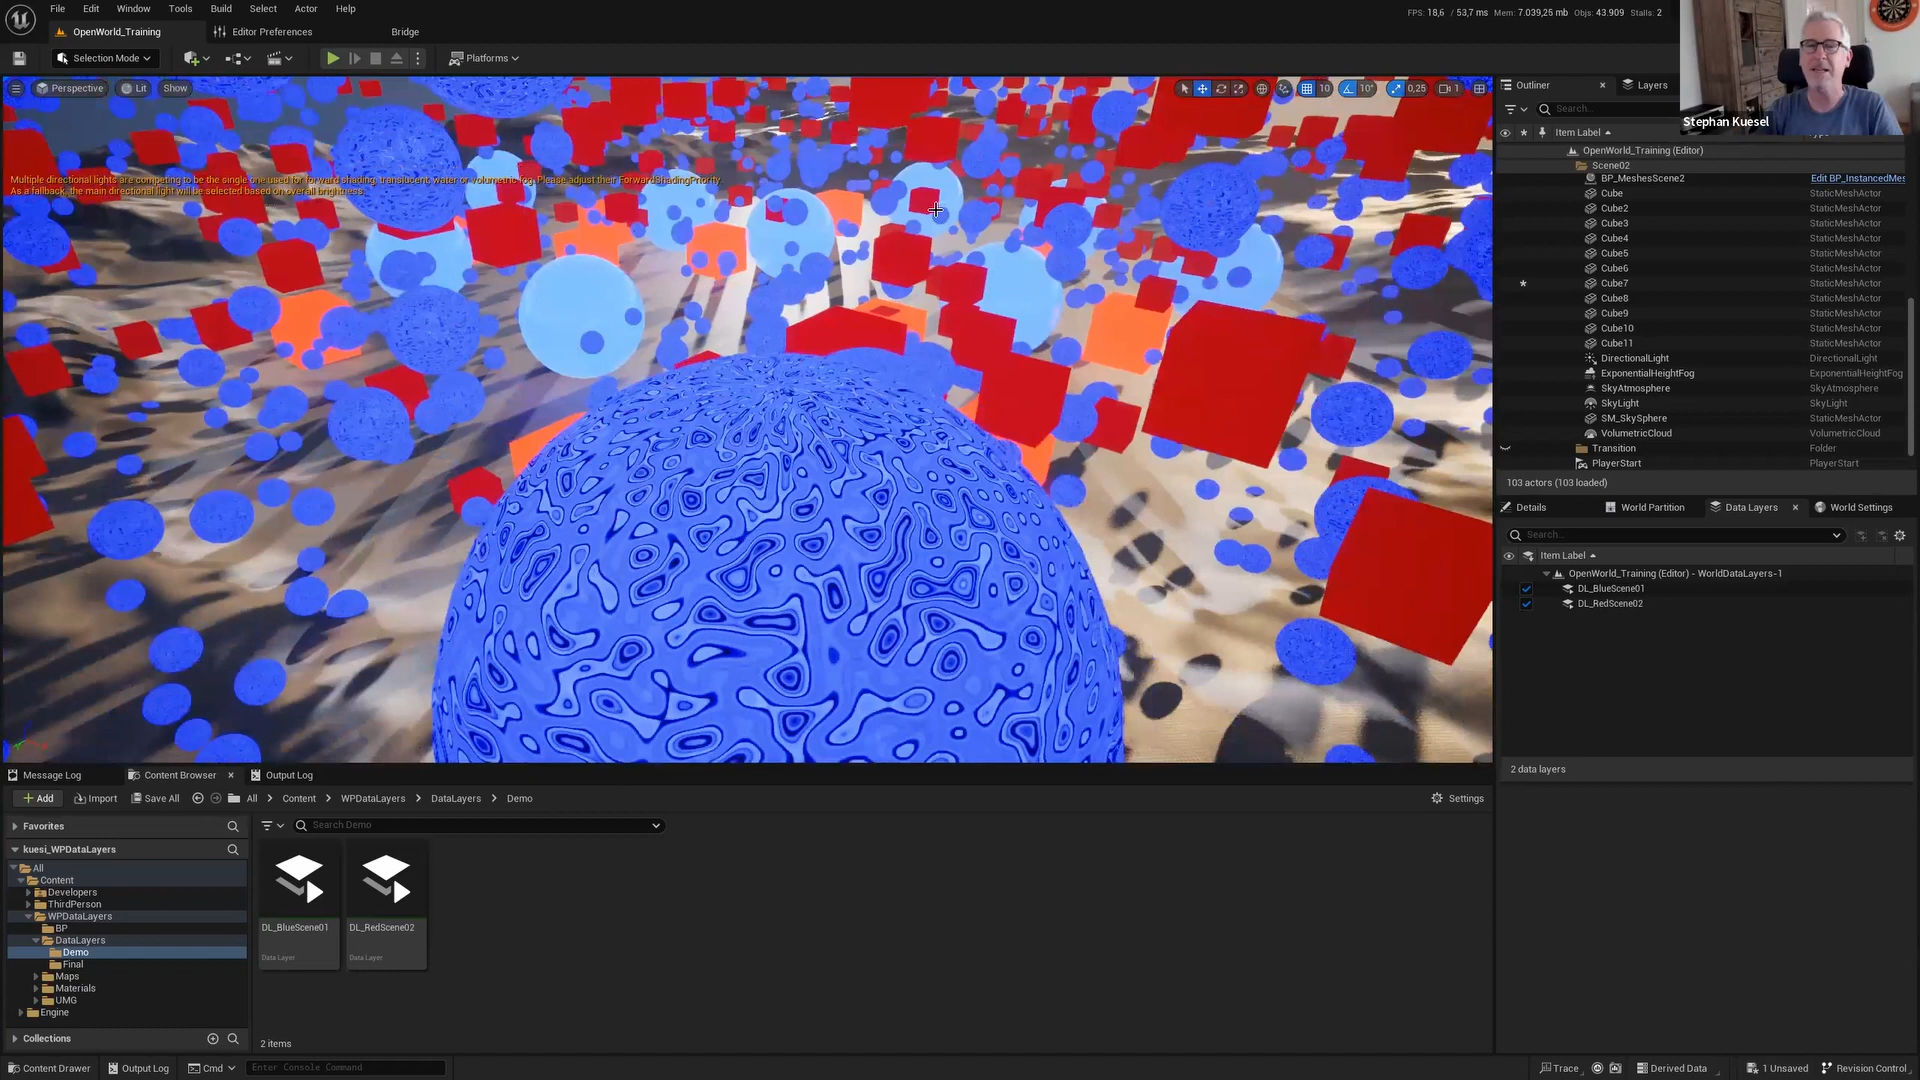 File Edit Window Tools Build Select Actor Help
FPS: 18,6 / 53,7 ms Mem: 7.039,25 mb Objs: 43.909 Stalls: 2
OpenWorld_Training
Editor Preferences
Bridge
Selection Mode
Platforms
Perspective
Lit
Show
10
10°
0,25
1
Multiple directional lights are competing to be the single one used for forward shading, translucent, water or volumetric fog. Please adjust their ForwardShadingPriority.
As a fallback, the main directional light will be selected based on overall brightness.
Stephan Kuesel
Outliner
Layers
Search...
Item Label
OpenWorld_Training (Editor)
Scene02
BP_MeshesScene2 Edit BP_InstancedMes
Cube StaticMeshActor
Cube2 StaticMeshActor
Cube3 StaticMeshActor
Cube4 StaticMeshActor
Cube5 StaticMeshActor
Cube6 StaticMeshActor
Cube7 StaticMeshActor
Cube8 StaticMeshActor
Cube9 StaticMeshActor
Cube10 StaticMeshActor
Cube11 StaticMeshActor
DirectionalLight DirectionalLight
ExponentialHeightFog ExponentialHeightFog
SkyAtmosphere SkyAtmosphere
SkyLight SkyLight
SM_SkySphere StaticMeshActor
VolumetricCloud VolumetricCloud
Transition Folder
PlayerStart PlayerStart
103 actors (103 loaded)
Details
World Partition
Data Layers
World Settings
Search...
Item Label
OpenWorld_Training (Editor) - WorldDataLayers-1
DL_BlueScene01
DL_RedScene02
2 data layers
Message Log
Content Browser
Output Log
Add
Import
Save All
All > Content > WPDataLayers > DataLayers > Demo
Settings
Favorites
kuesi_WPDataLayers
All
Content
Developers
ThirdPerson
WPDataLayers
BP
DataLayers
Demo
Final
Maps
Materials
UMG
Engine
Collections
Search Demo
DL_BlueScene01
Data Layer
DL_RedScene02
Data Layer
2 items
Content Drawer
Output Log
Cmd
Enter Console Command
Trace
Derived Data
1 Unsaved
Revision Control